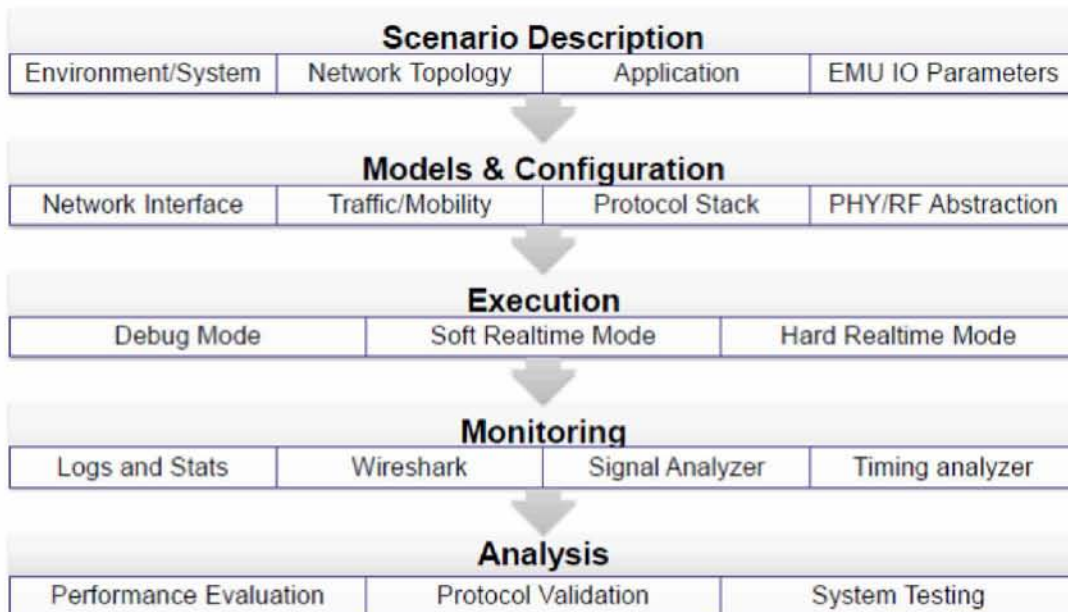 Scenario Description
Environment/System Network Topology Application EMU IO Parameters
Models & Configuration
Network Interface Traffic/Mobility Protocol Stack PHY/RF Abstraction
Execution
Debug Mode Soft Realtime Mode Hard Realtime Mode
Monitoring
Logs and Stats Wireshark Signal Analyzer Timing analyzer
Analysis
Performance Evaluation Protocol Validation System Testing